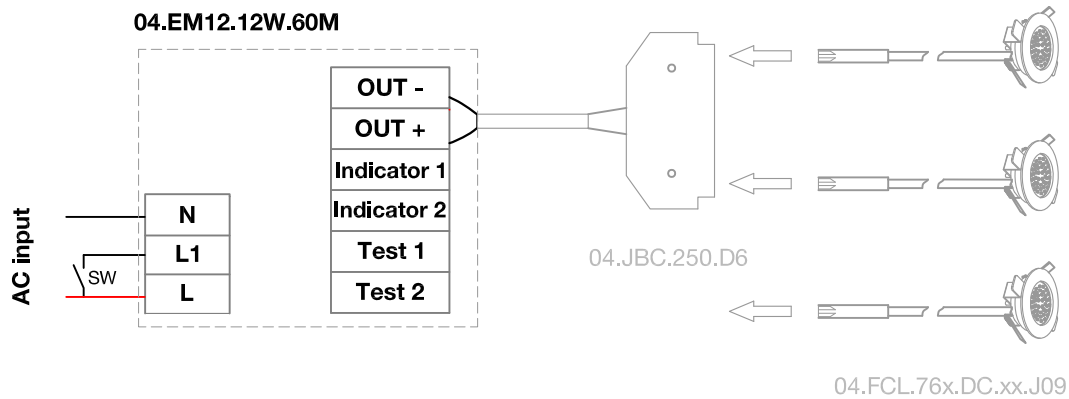 04.EM12.12W.60M
OUT -
OUT +
Indicator 1
Indicator 2
Test 1
Test 2
AC input
N
L1
L
SW
04.JBC.250.D6
04.FCL.76x.DC.xx.J09